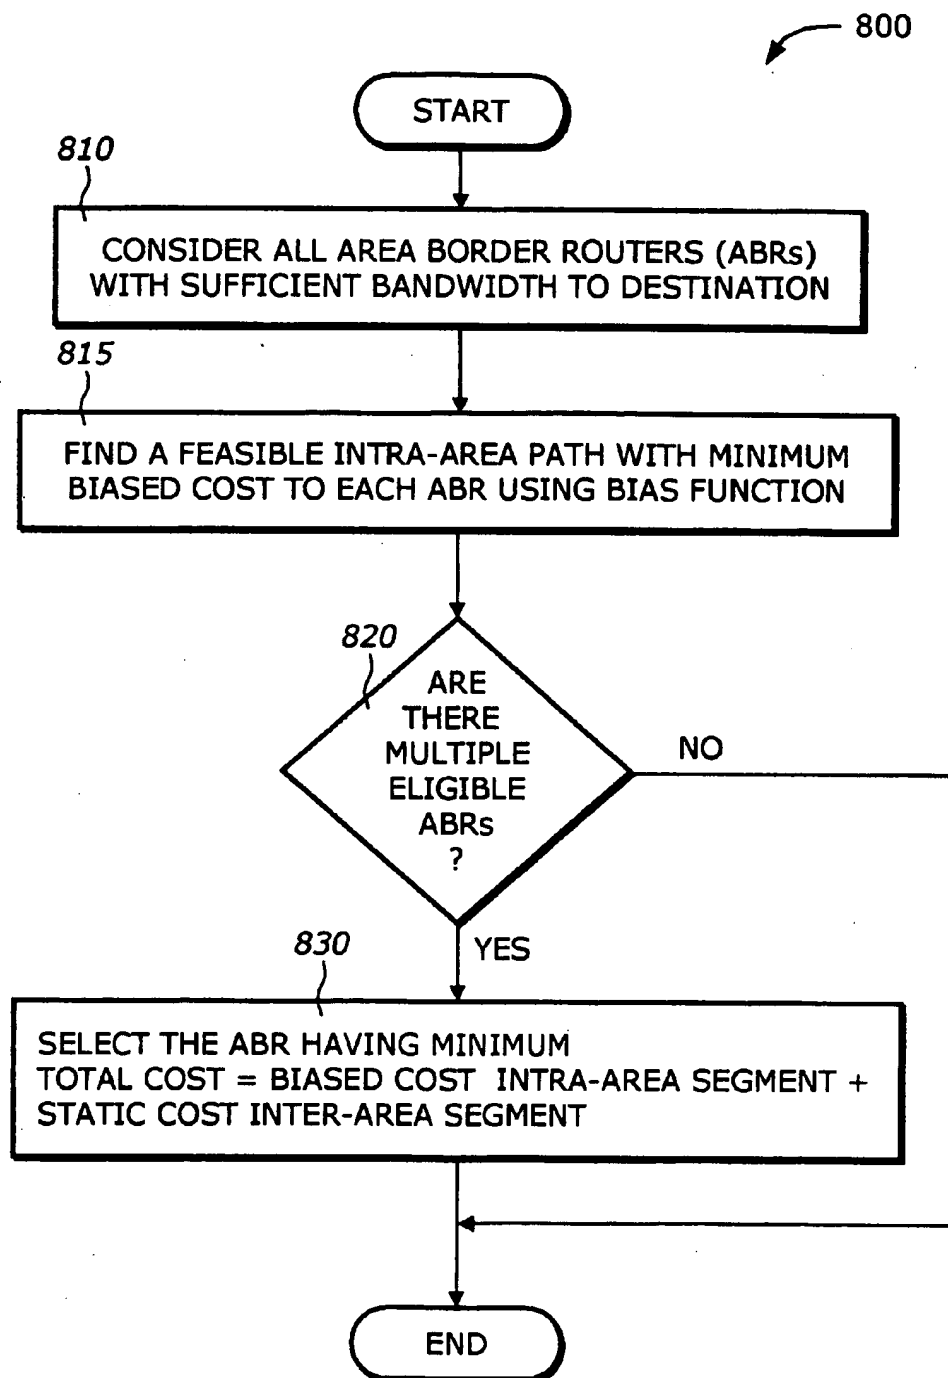 800
START
810
CONSIDER ALL AREA BORDER ROUTERS (ABRs)
WITH SUFFICIENT BANDWIDTH TO DESTINATION
815
FIND A FEASIBLE INTRA-AREA PATH WITH MINIMUM
BIASED COST TO EACH ABR USING BIAS FUNCTION
820
ARE
THERE
MULTIPLE
ELIGIBLE
ABRs
?
NO
YES
830
SELECT THE ABR HAVING MINIMUM
TOTAL COST = BIASED COST INTRA-AREA SEGMENT +
STATIC COST INTER-AREA SEGMENT
END